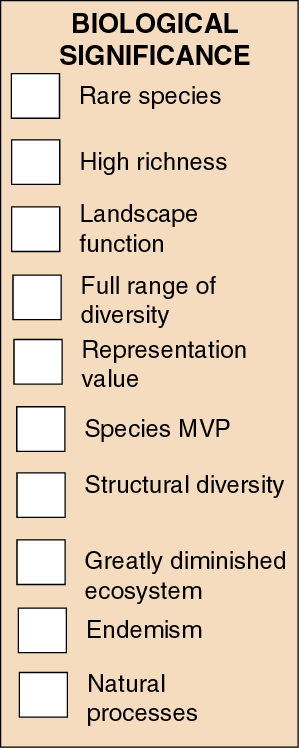 BIOLOGICAL
SIGNIFICANCE
Rare species
High richness
Landscape
function
Full range of
diversity
Representation
value
Species MVP
Structural diversity
Greatly diminished
ecosystem
Endemism
Natural
processes